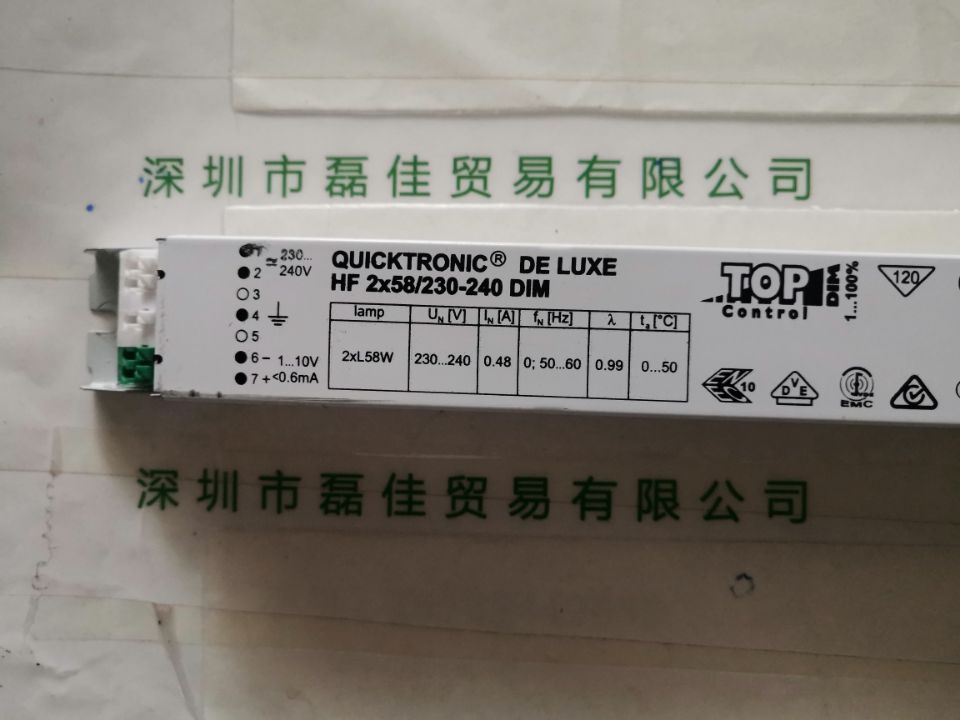 深圳市磊佳贸易有限公司
1 ≃ 230...
2 240V
3
4
5
6 – 1...10V
7 + <0.6mA
QUICKTRONIC® DE LUXE
HF 2x58/230-240 DIM
lamp U_N [V] I_N [A] f_N [Hz] λ t_a [°C]
2xL58W 230...240 0.48 0; 50...60 0.99 0...50
TOP DIM
Control
1...100%
120
10
D V E
EMC
深圳市磊佳贸易有限公司